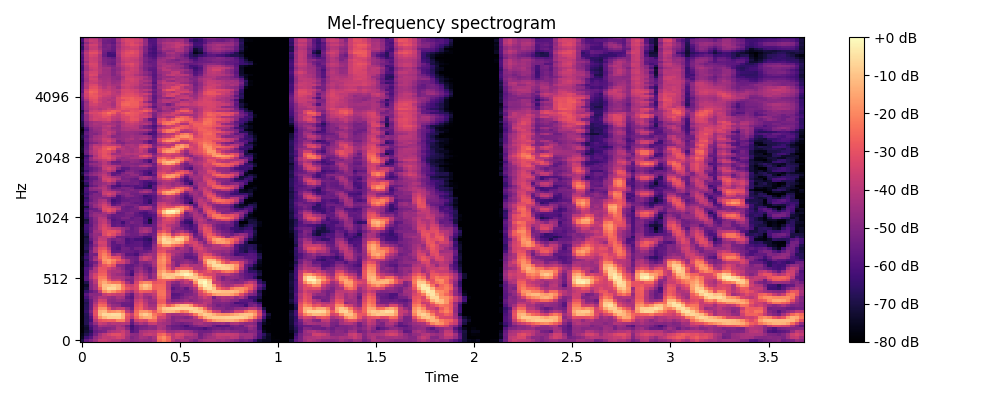 Mel-frequency spectrogram
Hz
4096
2048
1024
512
0
0
0.5
1
1.5
2
2.5
3
3.5
Time
+0 dB
-10 dB
-20 dB
-30 dB
-40 dB
-50 dB
-60 dB
-70 dB
-80 dB